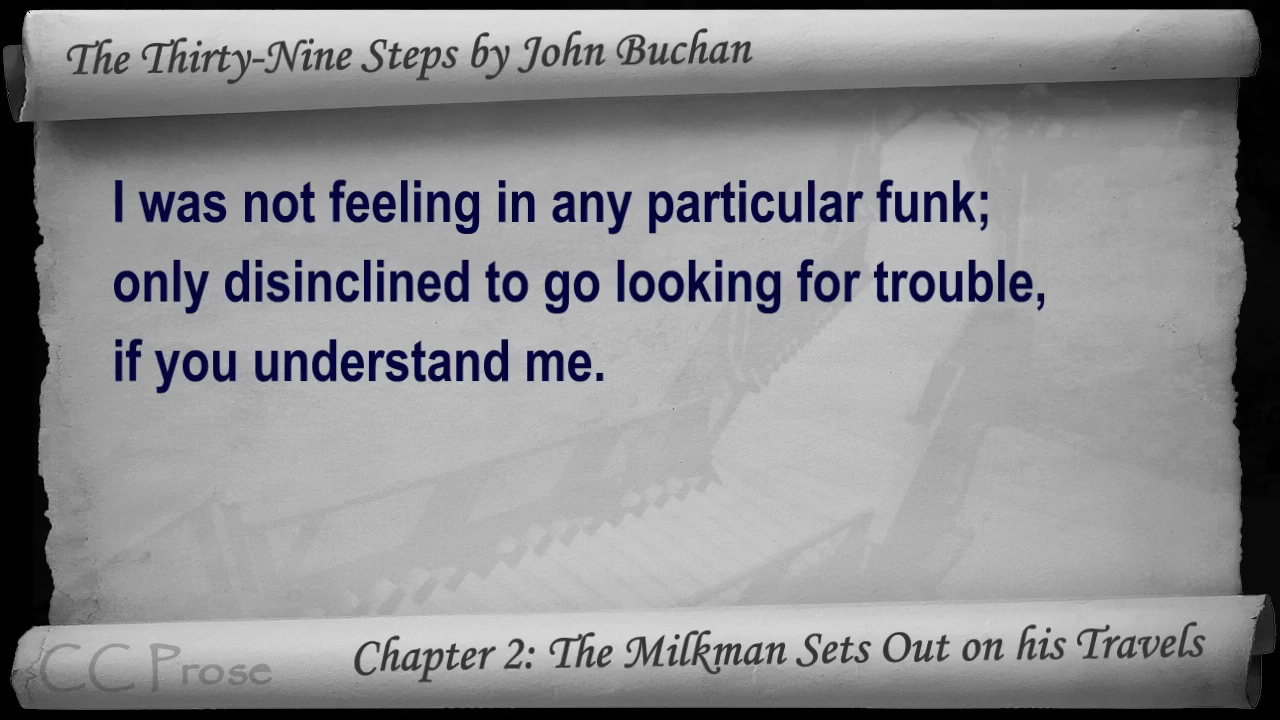 The Thirty-Nine Steps by John Buchan
I was not feeling in any particular funk;
only disinclined to go looking for trouble,
if you understand me.
CC Prose
Chapter 2: The Milkman Sets Out on his Travels